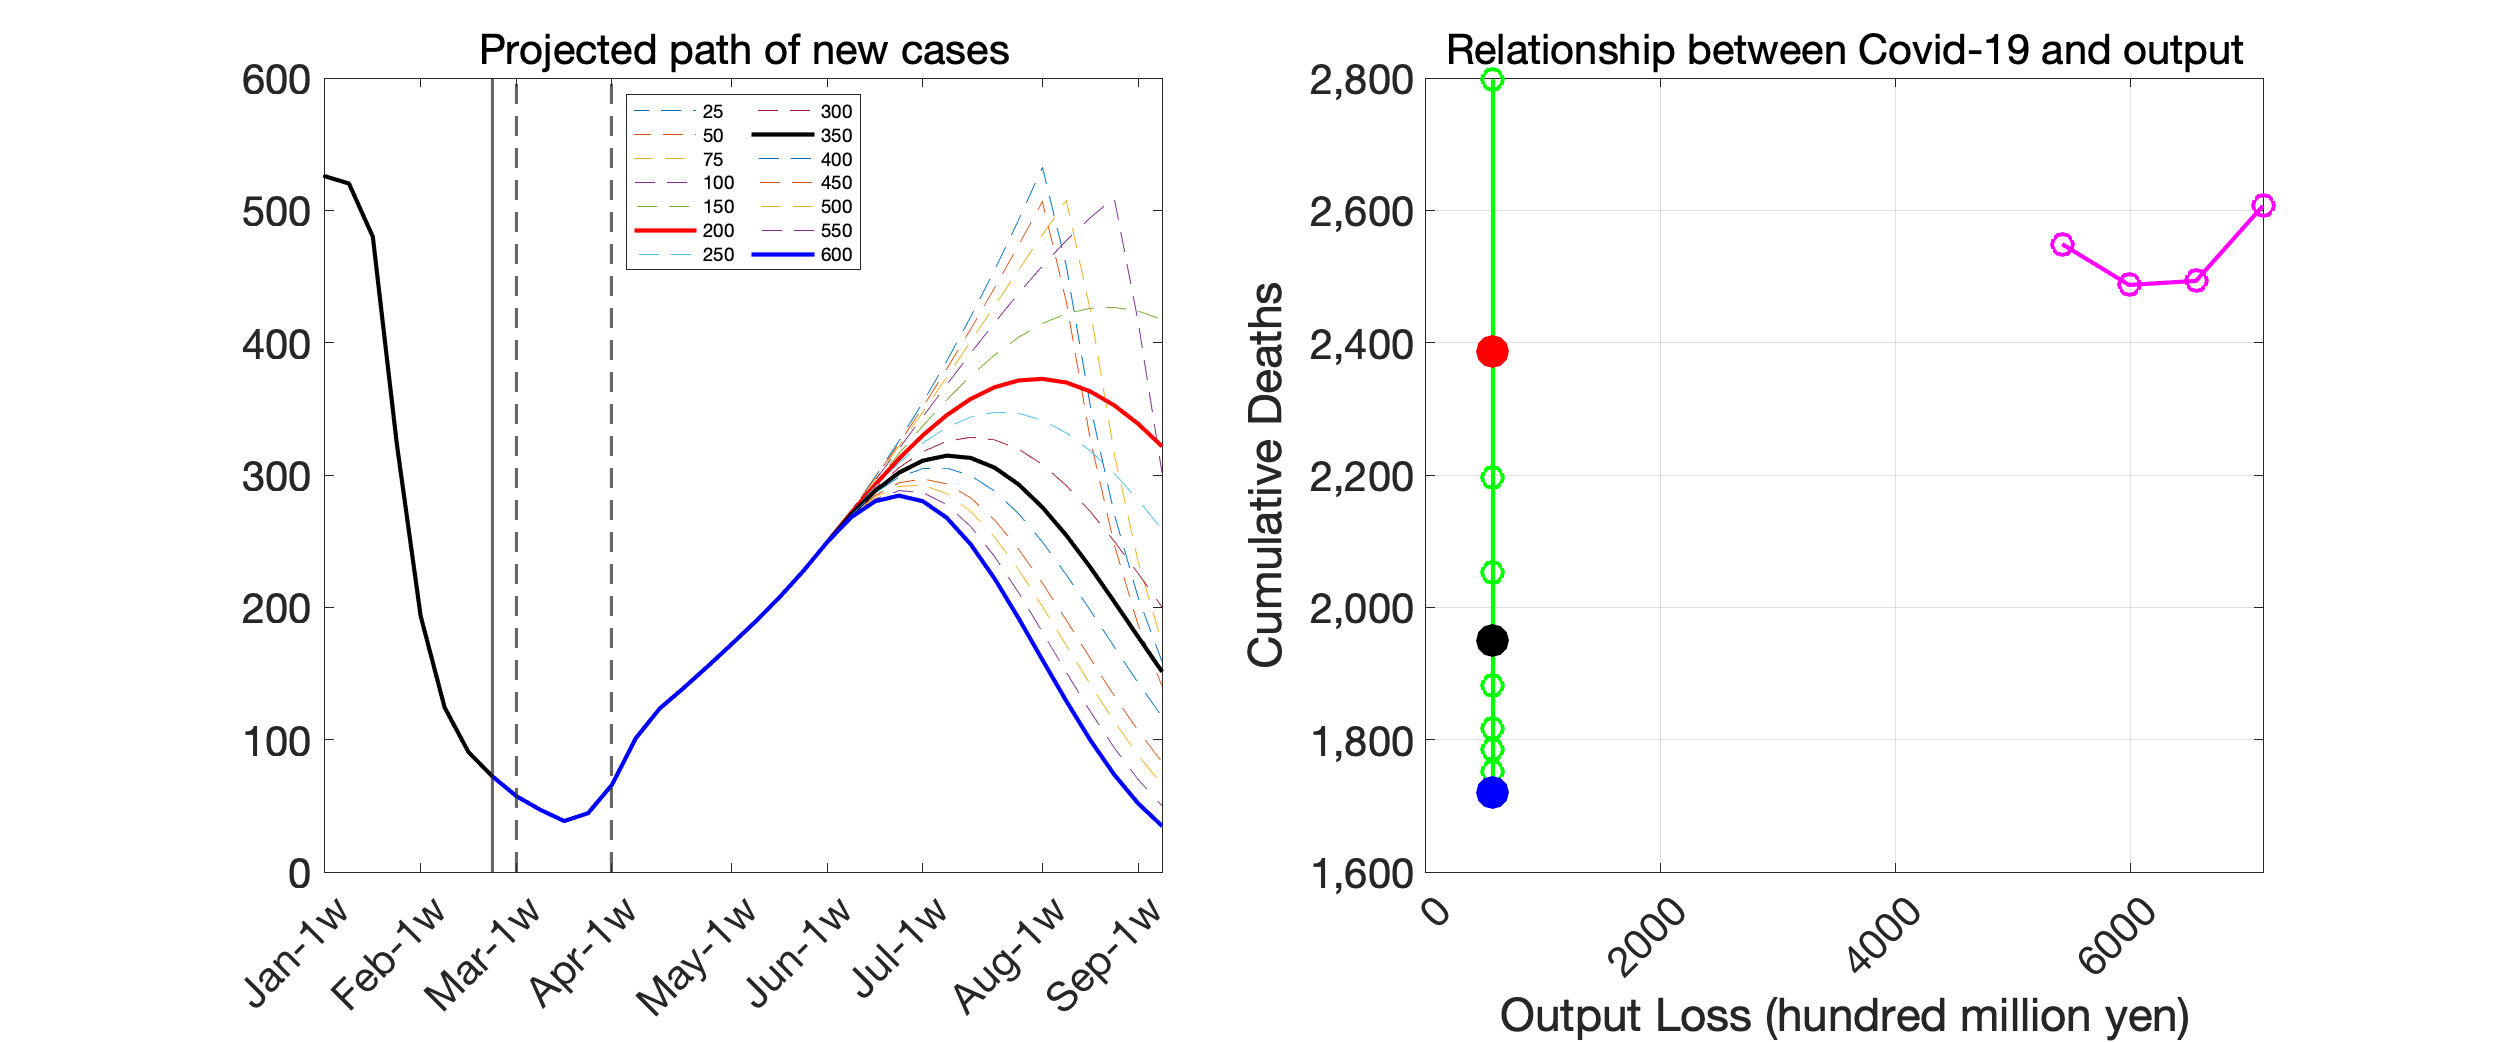 Projected path of new cases
600
500
400
300
200
100
0
25
50
75
100
150
200
250
300
350
400
450
500
550
600
Jan-1w
Feb-1w
Mar-1w
Apr-1w
May-1w
Jun-1w
Jul-1w
Aug-1w
Sep-1w
Relationship between Covid-19 and output
Cumulative Deaths
2,800
2,600
2,400
2,200
2,000
1,800
1,600
0
2000
4000
6000
Output Loss (hundred million yen)